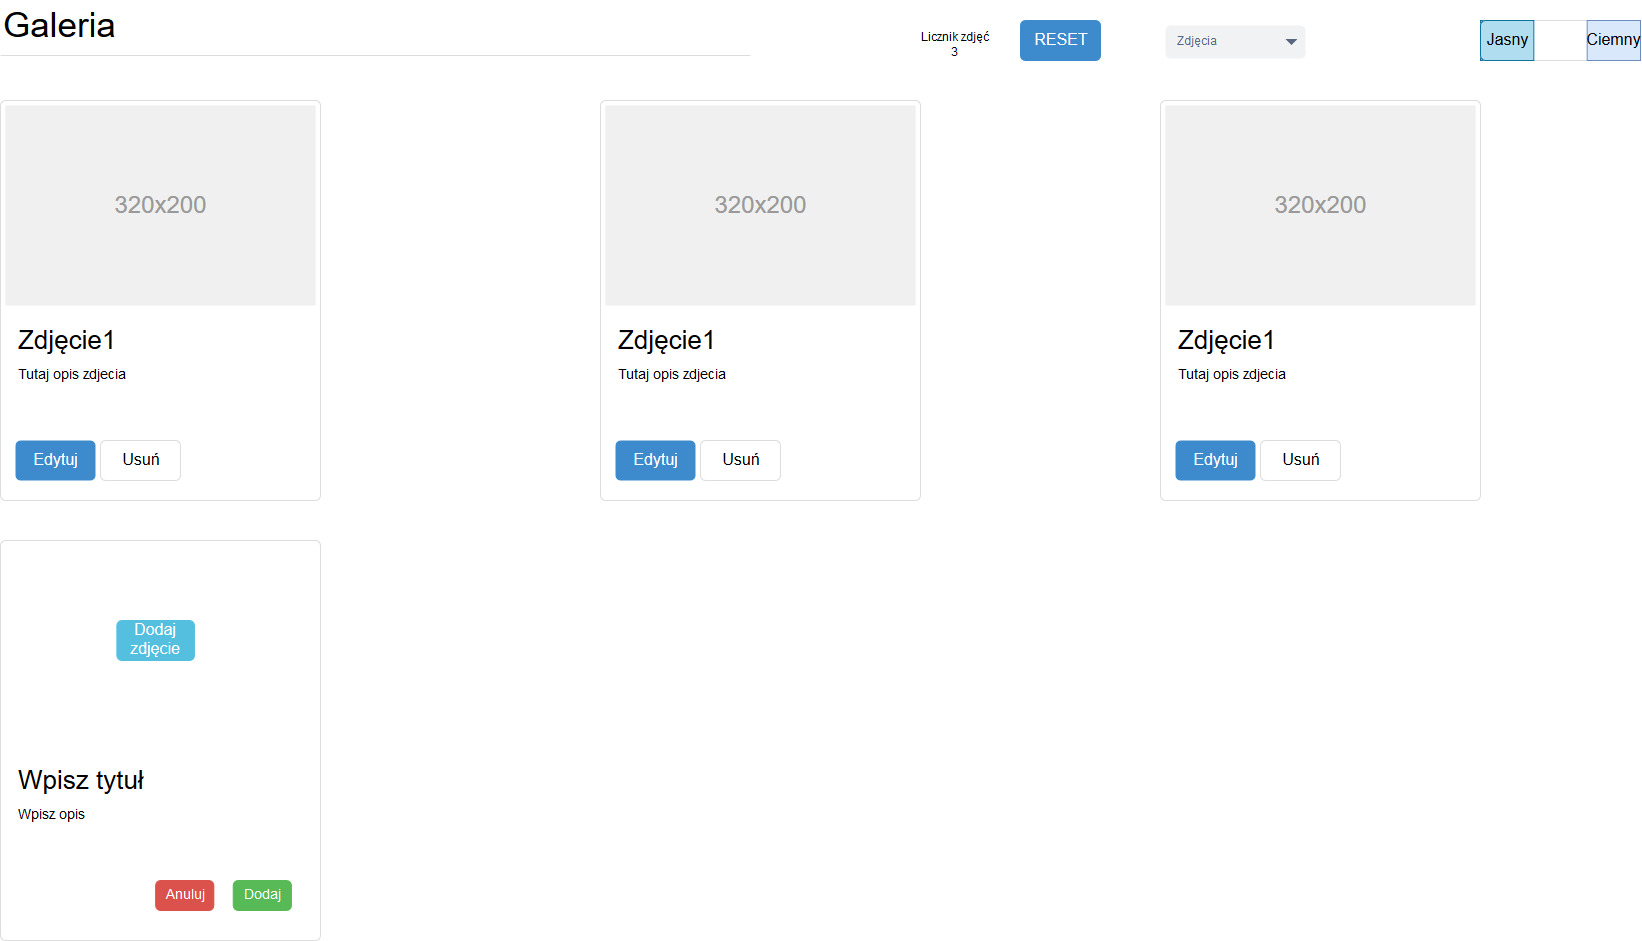 Galeria
Licznik zdjęć
3
RESET
Zdjęcia
Jasny
Ciemny
320x200
320x200
320x200
Zdjęcie1
Zdjęcie1
Zdjęcie1
Tutaj opis zdjecia
Tutaj opis zdjecia
Tutaj opis zdjecia
Edytuj
Usuń
Edytuj
Usuń
Edytuj
Usuń
Dodaj
zdjęcie
Wpisz tytuł
Wpisz opis
Anuluj
Dodaj